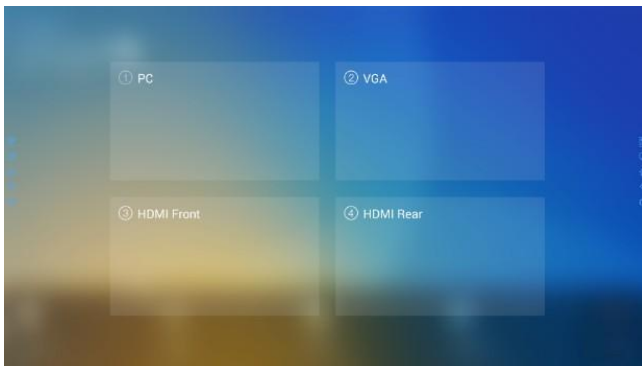 ① PC
② VGA
③ HDMI Front
④ HDMI Rear